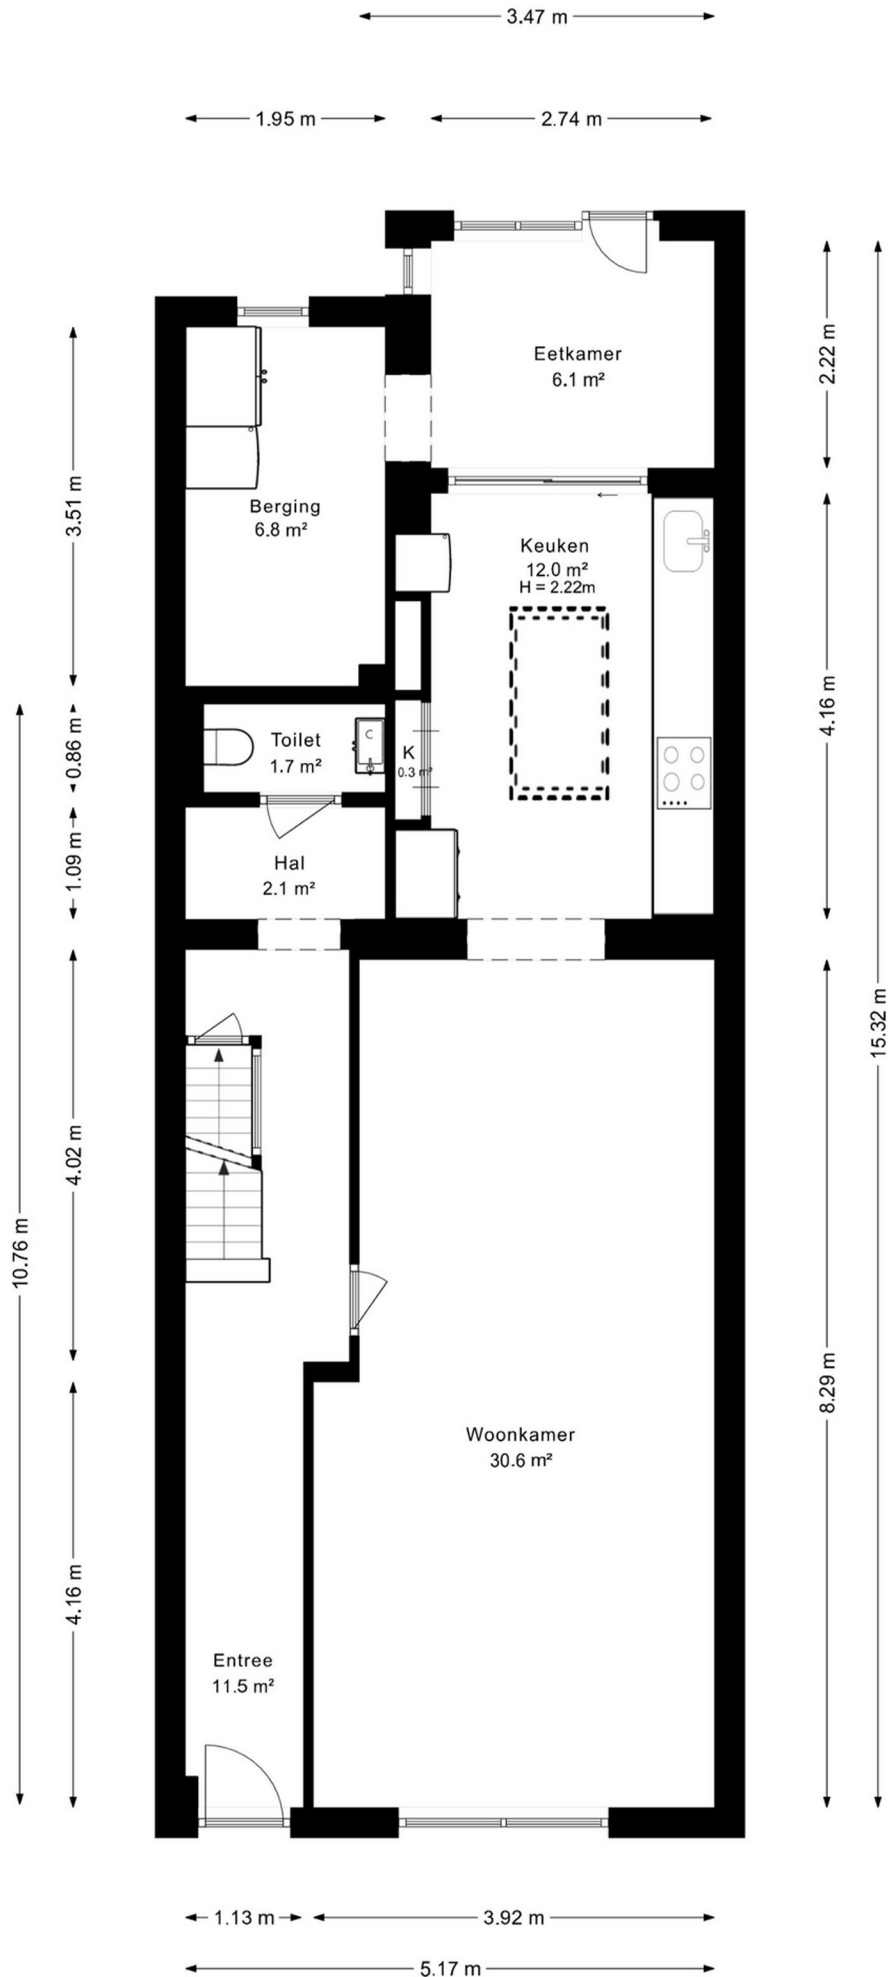 3.47 m
1.95 m
2.74 m
Eetkamer
6.1 m²
2.22 m
3.51 m
Berging
6.8 m²
Keuken
12.0 m²
H = 2.22m
4.16 m
0.86 m
Toilet
1.7 m²
K
0.3 m²
1.09 m
Hal
2.1 m²
15.32 m
4.02 m
10.76 m
8.29 m
Woonkamer
30.6 m²
4.16 m
Entree
11.5 m²
1.13 m
3.92 m
5.17 m